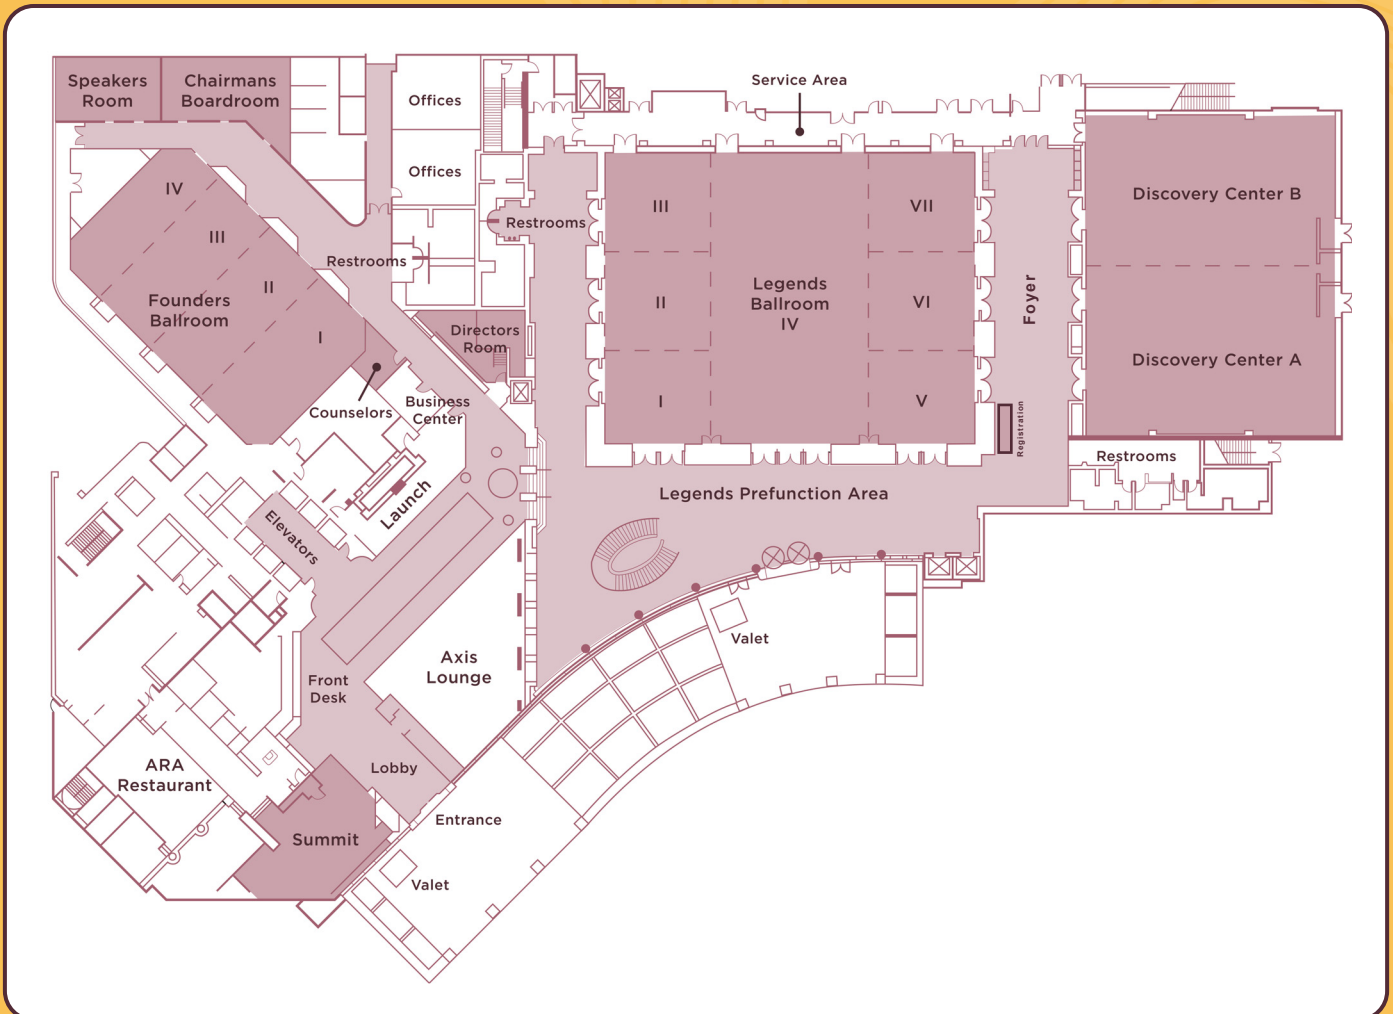 Speakers
Room
Chairmans
Boardroom
Offices
Offices
Service Area
IV
III
II
I
Founders
Ballroom
Restrooms
Restrooms
Directors
Room
Counselors
Business
Center
III
II
I
Legends
Ballroom
IV
VII
VI
V
Foyer
Registration
Discovery Center B
Discovery Center A
Restrooms
Legends Prefunction Area
Launch
Elevators
Valet
Axis
Lounge
Front
Desk
Lobby
ARA
Restaurant
Summit
Entrance
Valet